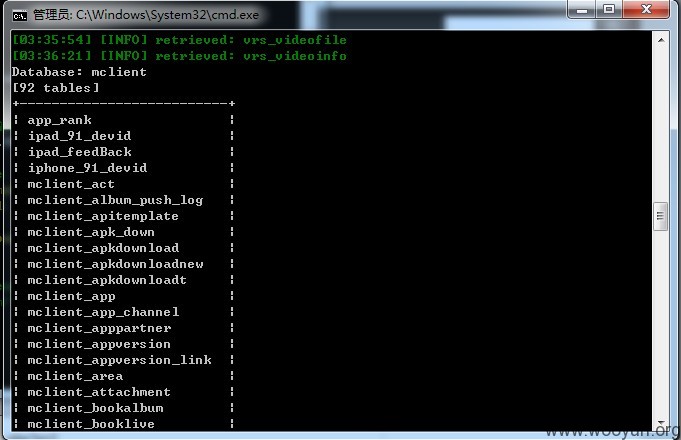 管理员: C:\Windows\System32\cmd.exe
[03:35:54] [INFO] retrieved: vrs_videofile
[03:36:21] [INFO] retrieved: vrs_videoinfo
Database: mclient
[92 tables]
+--------------------------+
¦ app_rank ¦
¦ ipad_91_devid ¦
¦ ipad_feedBack ¦
¦ iphone_91_devid ¦
¦ mclient_act ¦
¦ mclient_album_push_log ¦
¦ mclient_apitemplate ¦
¦ mclient_apk_down ¦
¦ mclient_apkdownload ¦
¦ mclient_apkdownloadnew ¦
¦ mclient_apkdownloadt ¦
¦ mclient_app ¦
¦ mclient_app_channel ¦
¦ mclient_apppartner ¦
¦ mclient_appversion ¦
¦ mclient_appversion_link ¦
¦ mclient_area ¦
¦ mclient_attachment ¦
¦ mclient_bookalbum ¦
¦ mclient_booklive ¦
www.wooyun.org